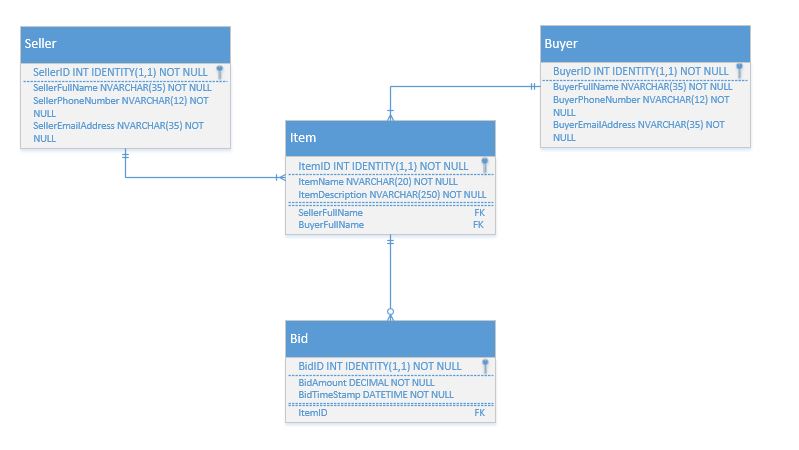 Seller
SellerID INT IDENTITY(1,1) NOT NULL
SellerFullName NVARCHAR(35) NOT NULL
SellerPhoneNumber NVARCHAR(12) NOT
NULL
SellerEmailAddress NVARCHAR(35) NOT
NULL
Buyer
BuyerID INT IDENTITY(1,1) NOT NULL
BuyerFullName NVARCHAR(35) NOT NULL
BuyerPhoneNumber NVARCHAR(12) NOT
NULL
BuyerEmailAddress NVARCHAR(35) NOT
NULL
Item
ItemID INT IDENTITY(1,1) NOT NULL
ItemName NVARCHAR(20) NOT NULL
ItemDescription NVARCHAR(250) NOT NULL
SellerFullName FK
BuyerFullName FK
Bid
BidID INT IDENTITY(1,1) NOT NULL
BidAmount DECIMAL NOT NULL
BidTimeStamp DATETIME NOT NULL
ItemID FK